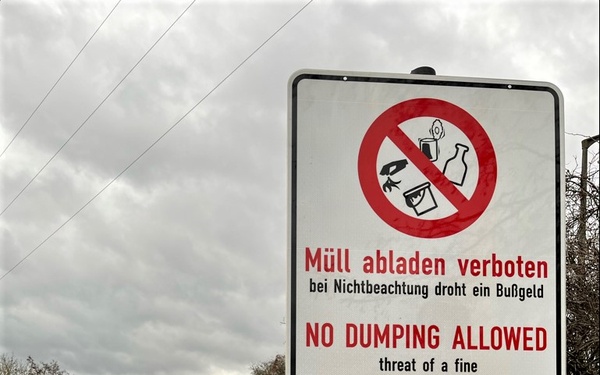 Müll abladen verboten
bei Nichtbeachtung droht ein Bußgeld
NO DUMPING ALLOWED
threat of a fine